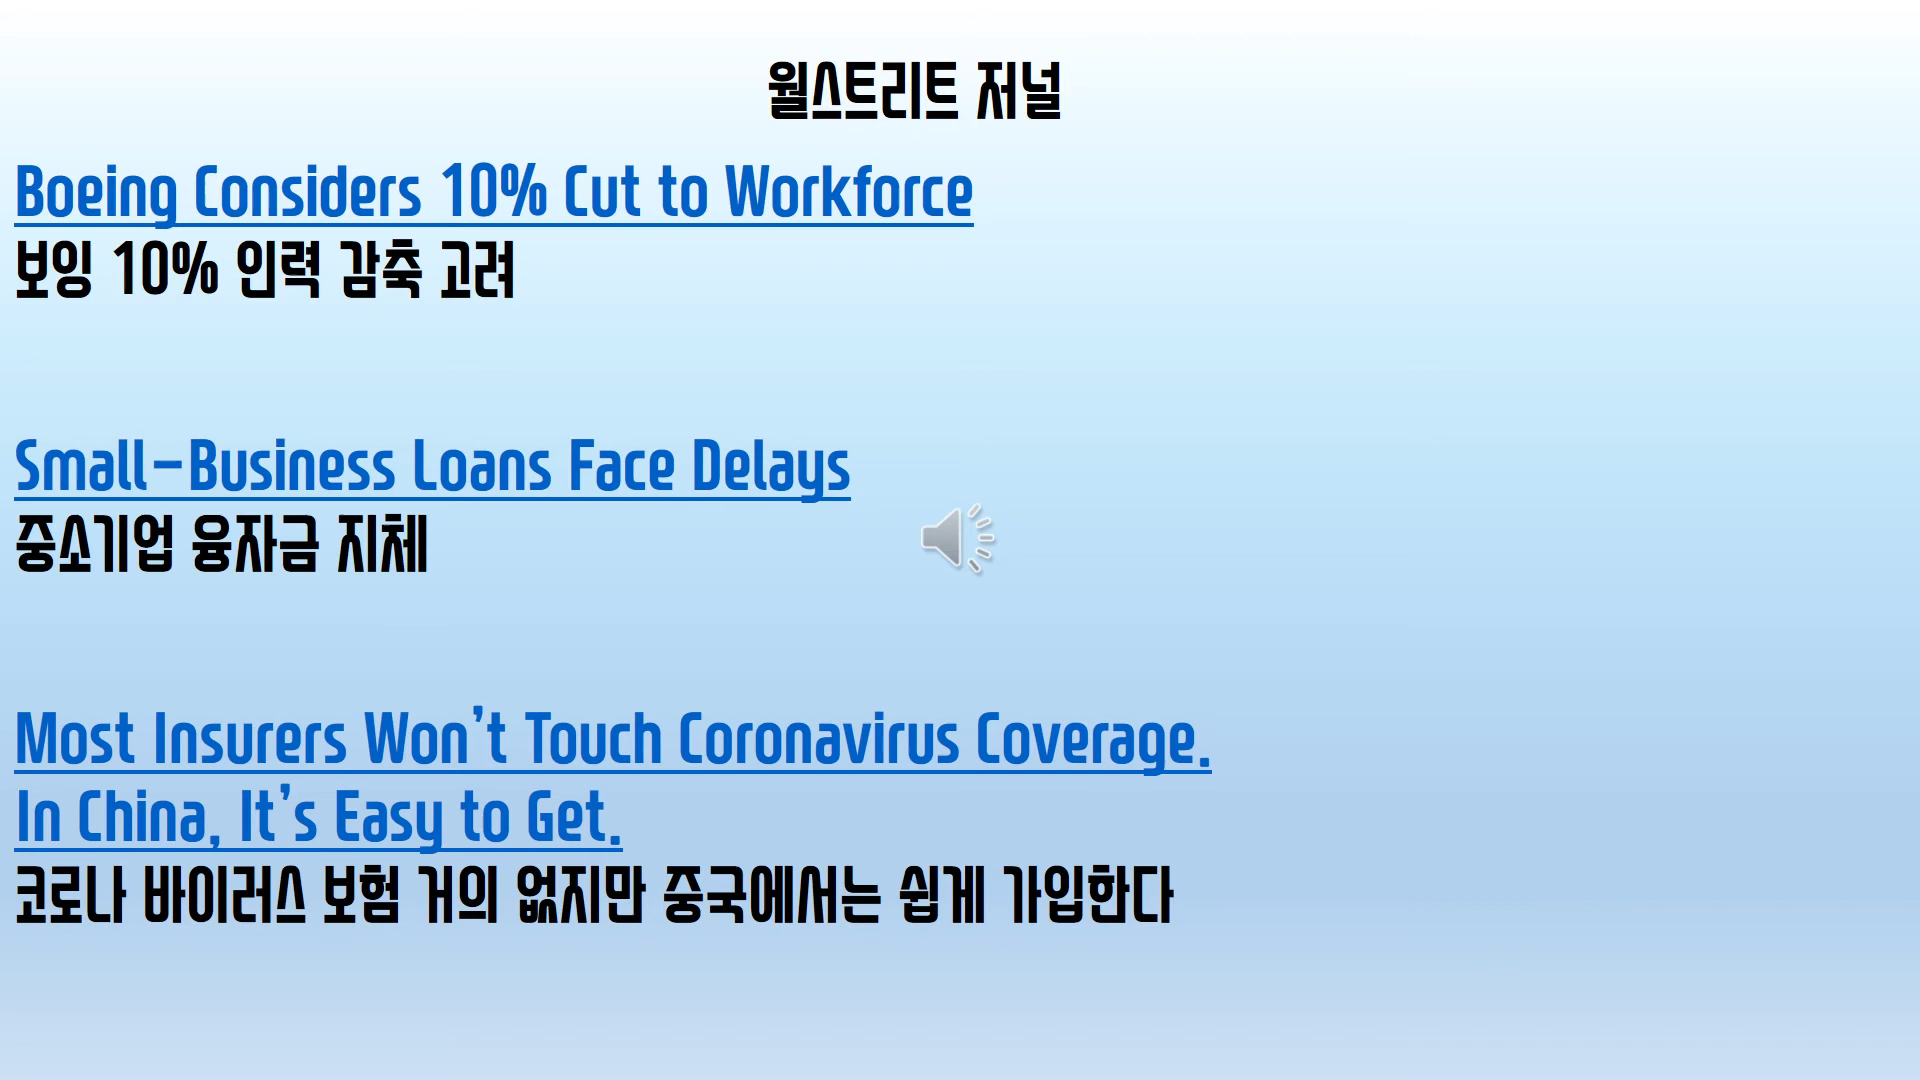 월스트리트 저널
Boeing Considers 10% Cut to Workforce
보잉 10% 인력 감축 고려
Small-Business Loans Face Delays
중소기업 융자금 지체
Most Insurers Won’t Touch Coronavirus Coverage.
In China, It’s Easy to Get.
코로나 바이러스 보험 거의 없지만 중국에서는 쉽게 가입한다